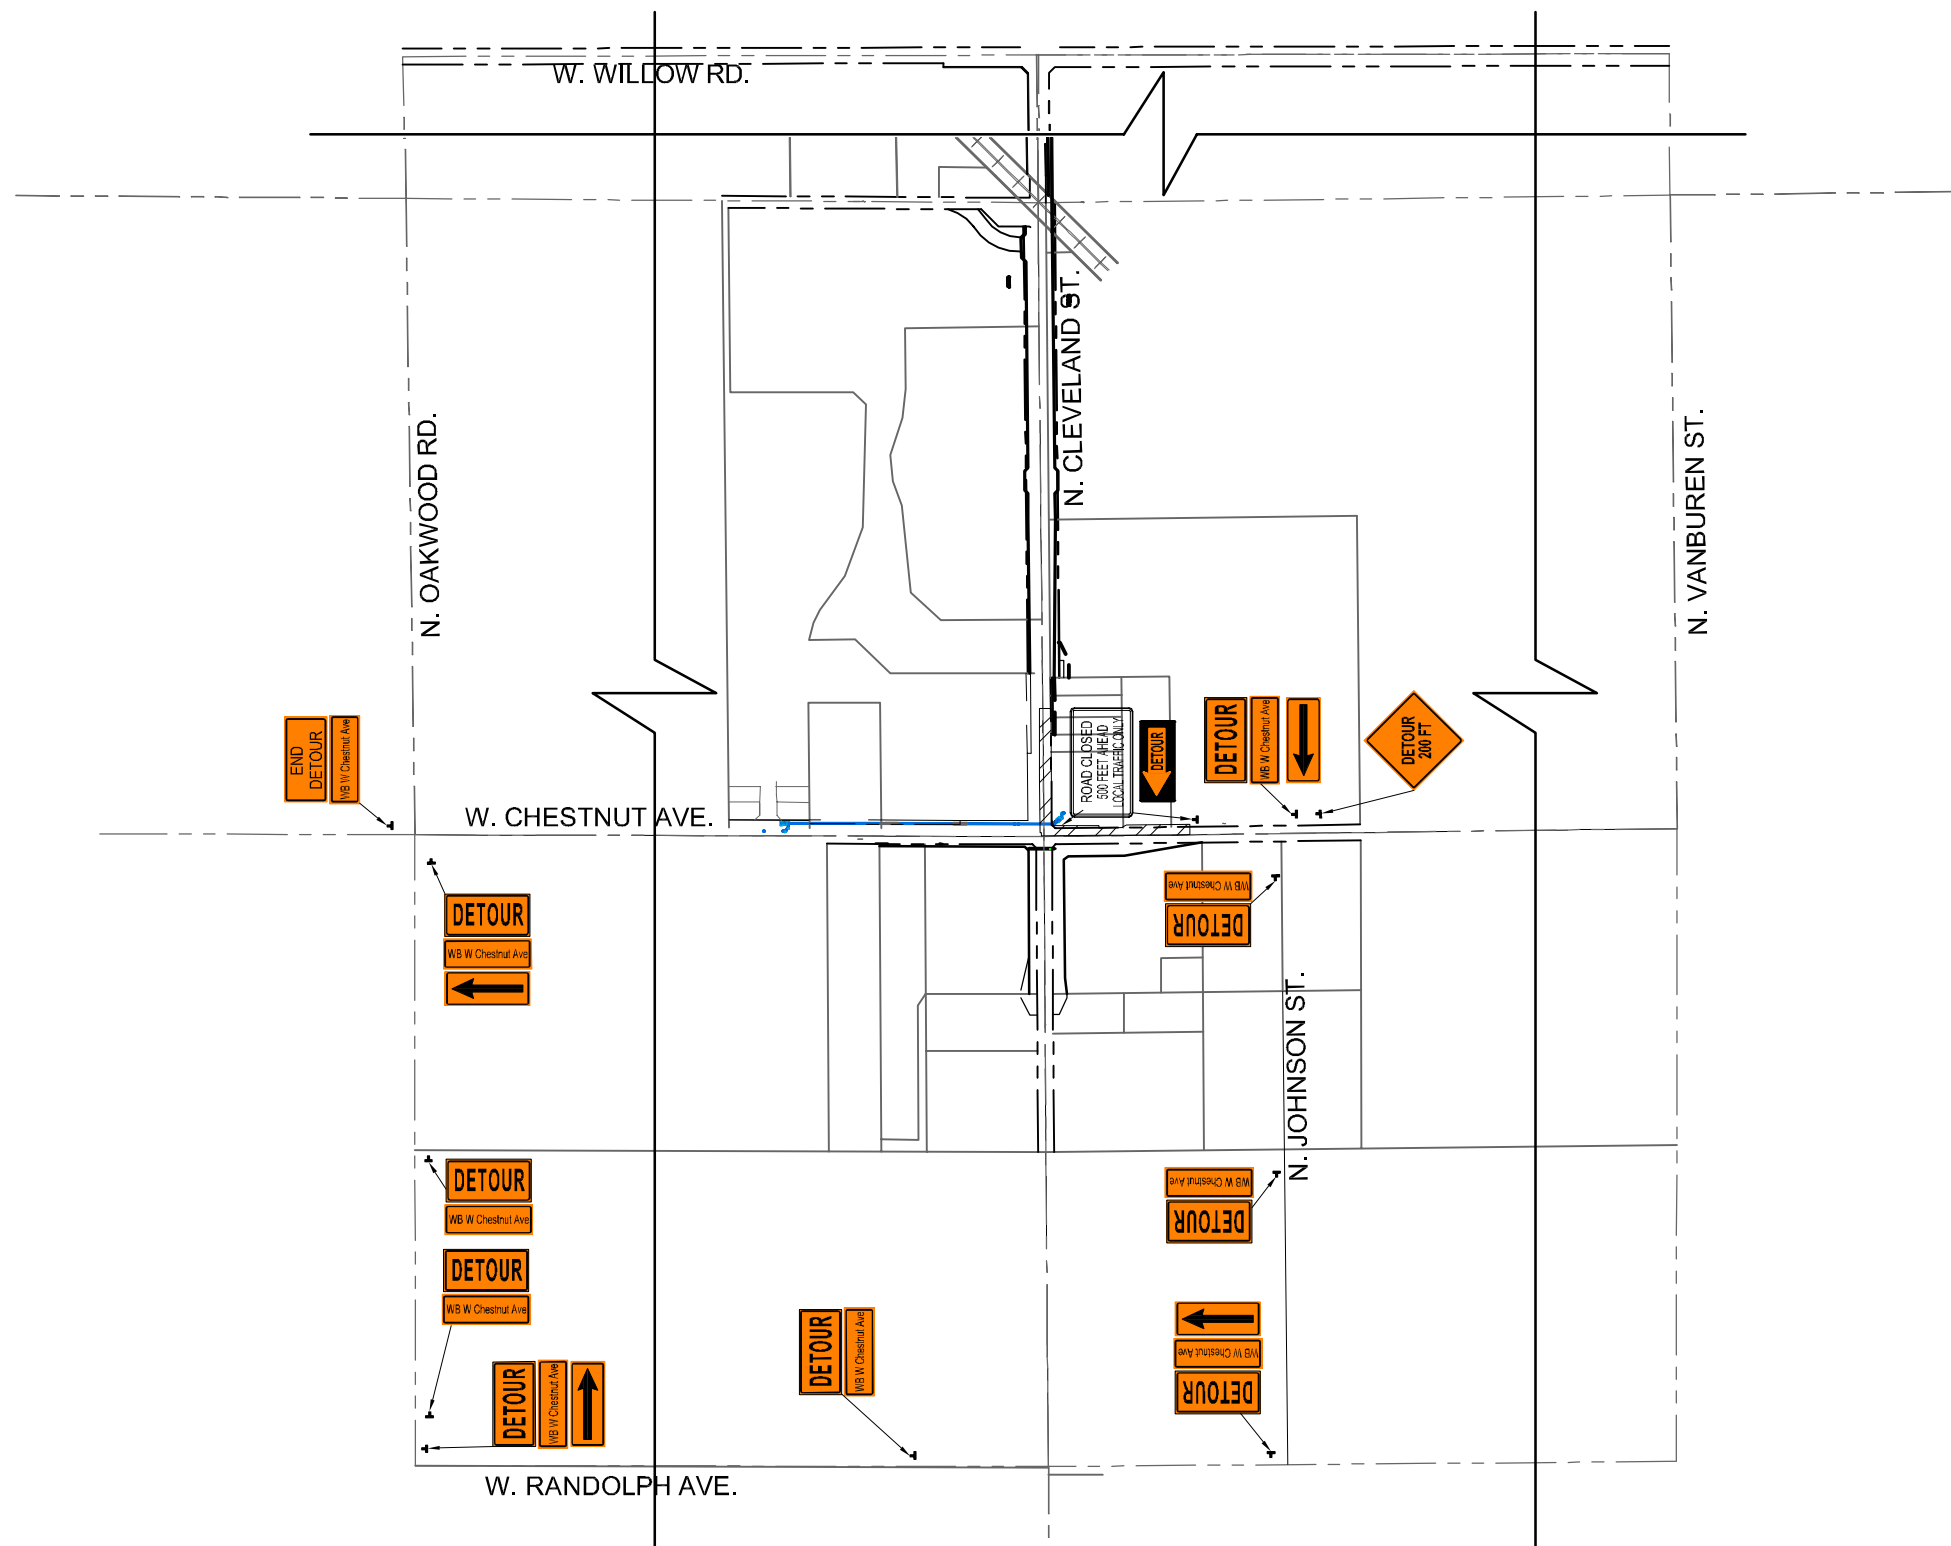 W. WILLOW RD.
N. OAKWOOD RD.
N. CLEVELAND ST.
N. VANBUREN ST.
END
DETOUR
WB W Chestnut Ave
W. CHESTNUT AVE.
ROAD CLOSED
500 FEET AHEAD
LOCAL TRAFFIC ONLY
DETOUR
DETOUR
WB W Chestnut Ave
DETOUR
200 FT
DETOUR
WB W Chestnut Ave
WB W Chestnut Ave
DETOUR
N. JOHNSON ST.
DETOUR
WB W Chestnut Ave
DETOUR
WB W Chestnut Ave
WB W Chestnut Ave
DETOUR
DETOUR
WB W Chestnut Ave
DETOUR
WB W Chestnut Ave
WB W Chestnut Ave
DETOUR
W. RANDOLPH AVE.